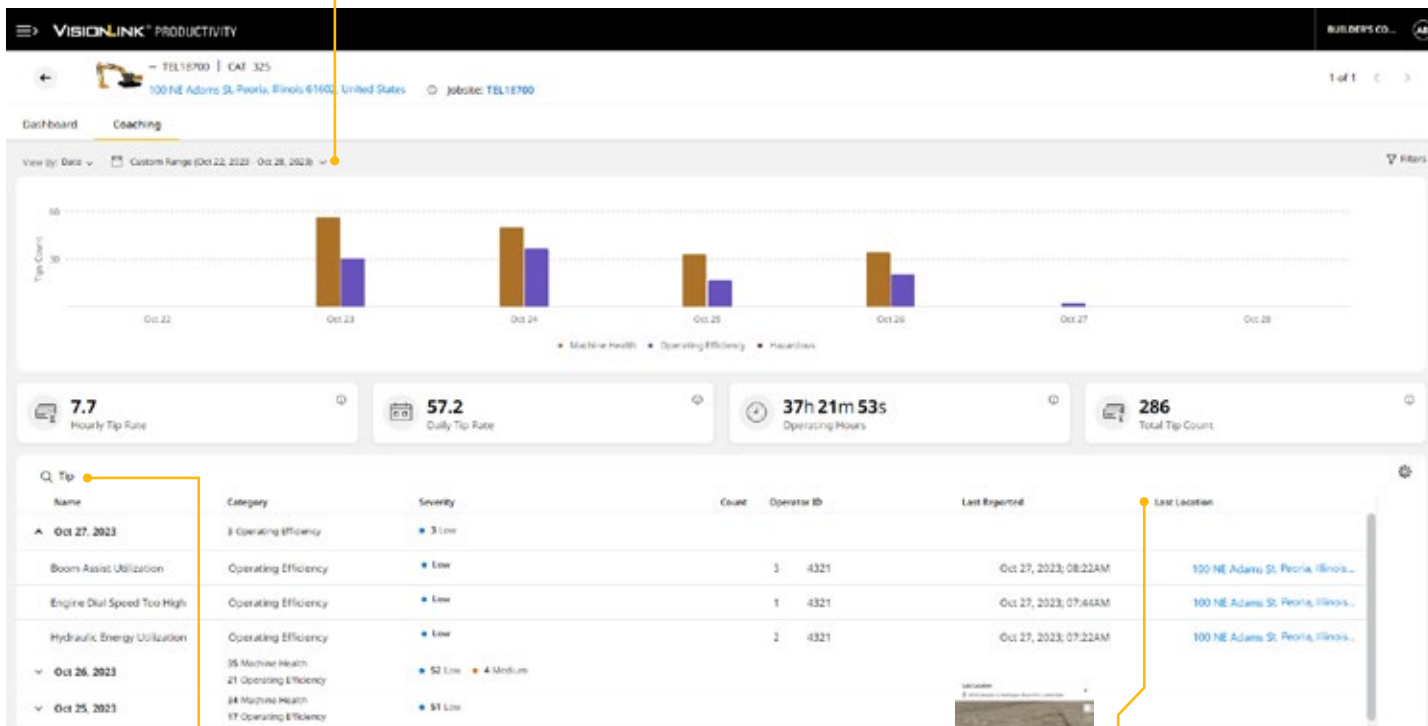 VISIONLINK® PRODUCTIVITY
BUILDER'S CO...
AB
– TEL18700 | CAT 325
100 NE Adams St, Peoria, Illinois 61602, United States
Jobsite: TEL18700
1 of 1
Dashboard Coaching
View By: Date
Custom Range (Oct 22, 2023 - Oct 28, 2023)
Filters
60
30
Tips Count
Oct 22 Oct 23 Oct 24 Oct 25 Oct 26 Oct 27 Oct 28
Machine Health Operating Efficiency Hazardous
7.7
Hourly Tip Rate
57.2
Daily Tip Rate
37h 21m 53s
Operating Hours
286
Total Tip Count
Tip
Name Category Severity Count Operator ID Last Reported Last Location
Oct 27, 2023 3 Operating Efficiency 3 Low
Boom Assist Utilization Operating Efficiency Low 3 4321 Oct 27, 2023; 08:22AM 100 NE Adams St, Peoria, Illinois...
Engine Dial Speed Too High Operating Efficiency Low 1 4321 Oct 27, 2023; 07:44AM 100 NE Adams St, Peoria, Illinois...
Hydraulic Energy Utilization Operating Efficiency Low 2 4321 Oct 27, 2023; 07:22AM 100 NE Adams St, Peoria, Illinois...
35 Machine Health
Oct 26, 2023 52 Low 4 Medium
21 Operating Efficiency
34 Machine Health
Oct 25, 2023 51 Low
17 Operating Efficiency
Last Location